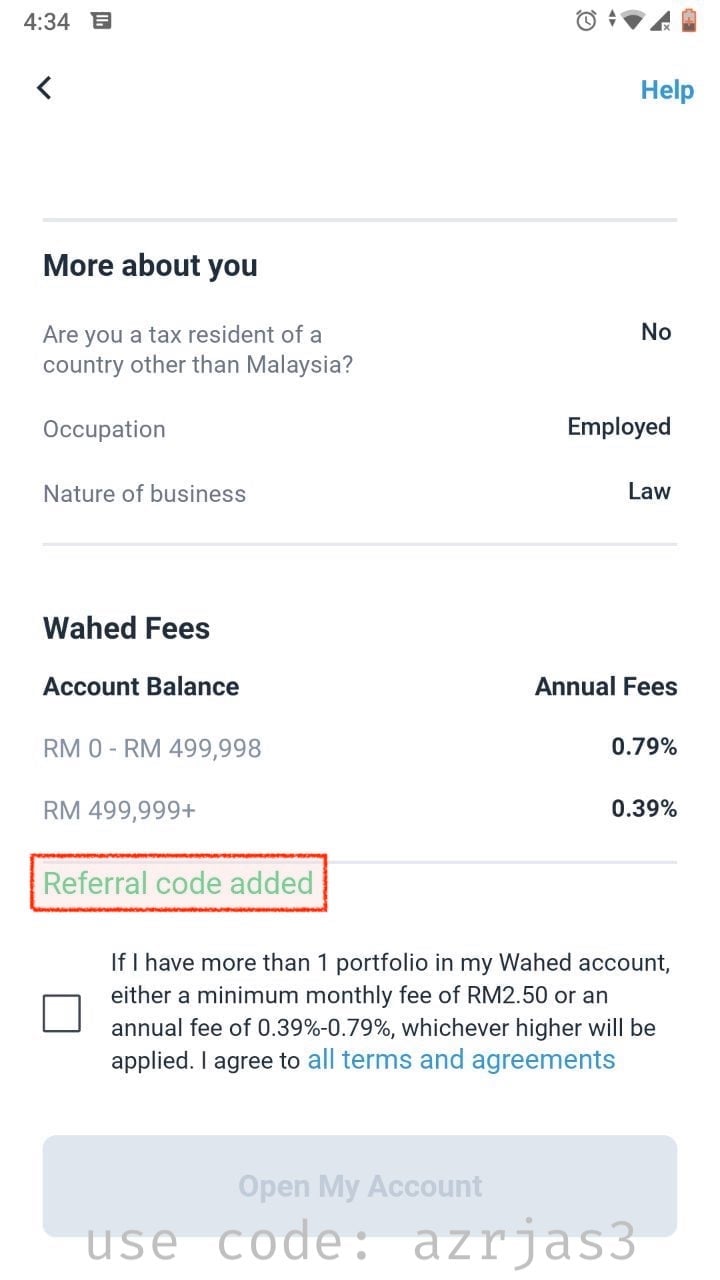 4:34
Help
More about you
Are you a tax resident of a No
country other than Malaysia?
Occupation Employed
Nature of business Law
Wahed Fees
Account Balance Annual Fees
RM 0 - RM 499,998 0.79%
RM 499,999+ 0.39%
Referral code added
If I have more than 1 portfolio in my Wahed account,
either a minimum monthly fee of RM2.50 or an
annual fee of 0.39%-0.79%, whichever higher will be
applied. I agree to all terms and agreements
Open My Account
use code: azrjas3